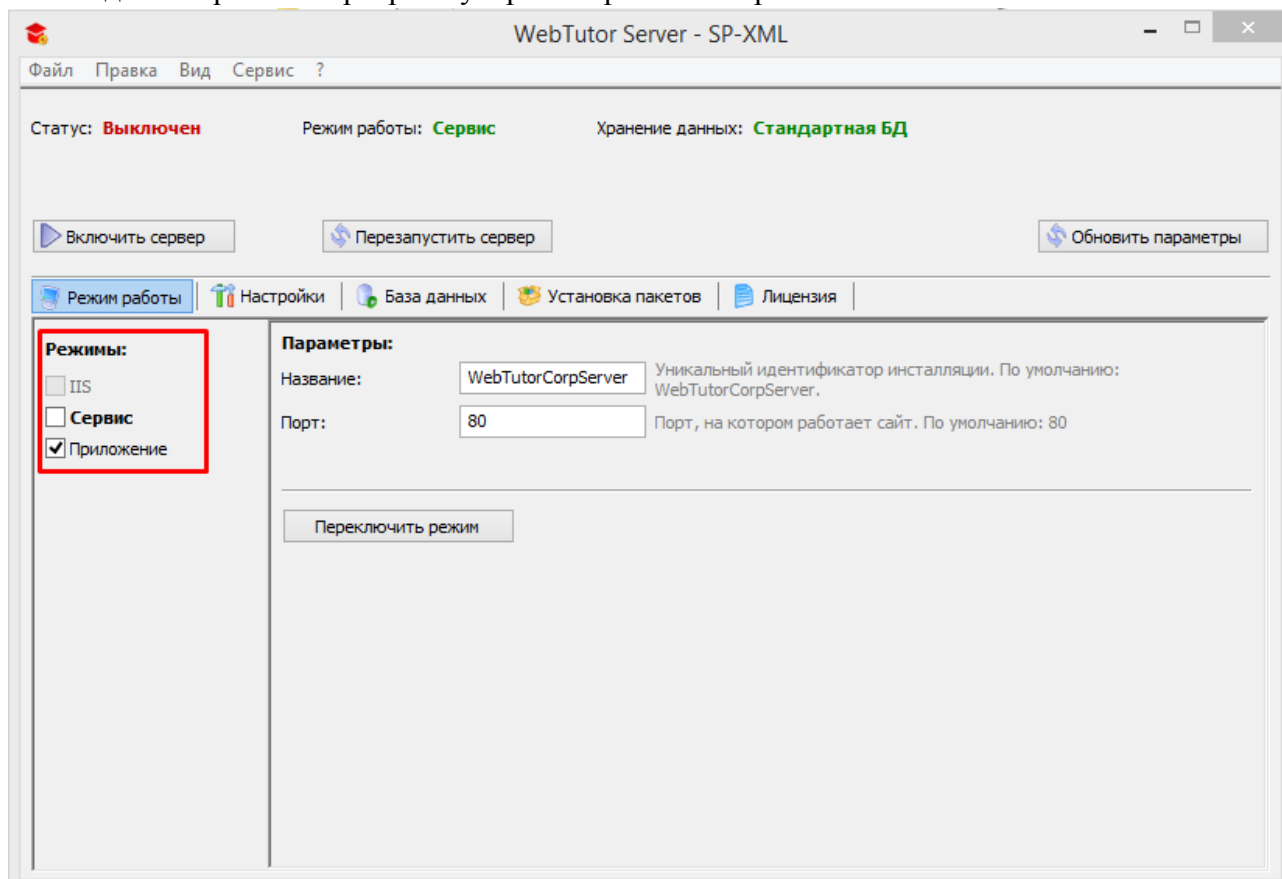 WebTutor Server - SP-XML
Файл Правка Вид Сервис ?
Статус: Выключен Режим работы: Сервис Хранение данных: Стандартная БД
Включить сервер Перезапустить сервер Обновить параметры
Режим работы Настройки База данных Установка пакетов Лицензия
Режимы:
IIS
Сервис
Приложение
Параметры:
Название: WebTutorCorpServer Уникальный идентификатор инсталляции. По умолчанию:
WebTutorCorpServer.
Порт: 80 Порт, на котором работает сайт. По умолчанию: 80
Переключить режим